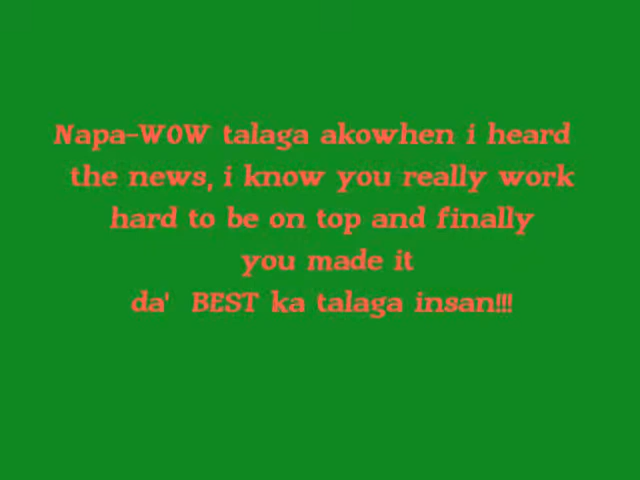 Napa-WOW talaga akowhen i heard
the news, i know you really work
hard to be on top and finally
you made it
da' BEST ka talaga insan!!!